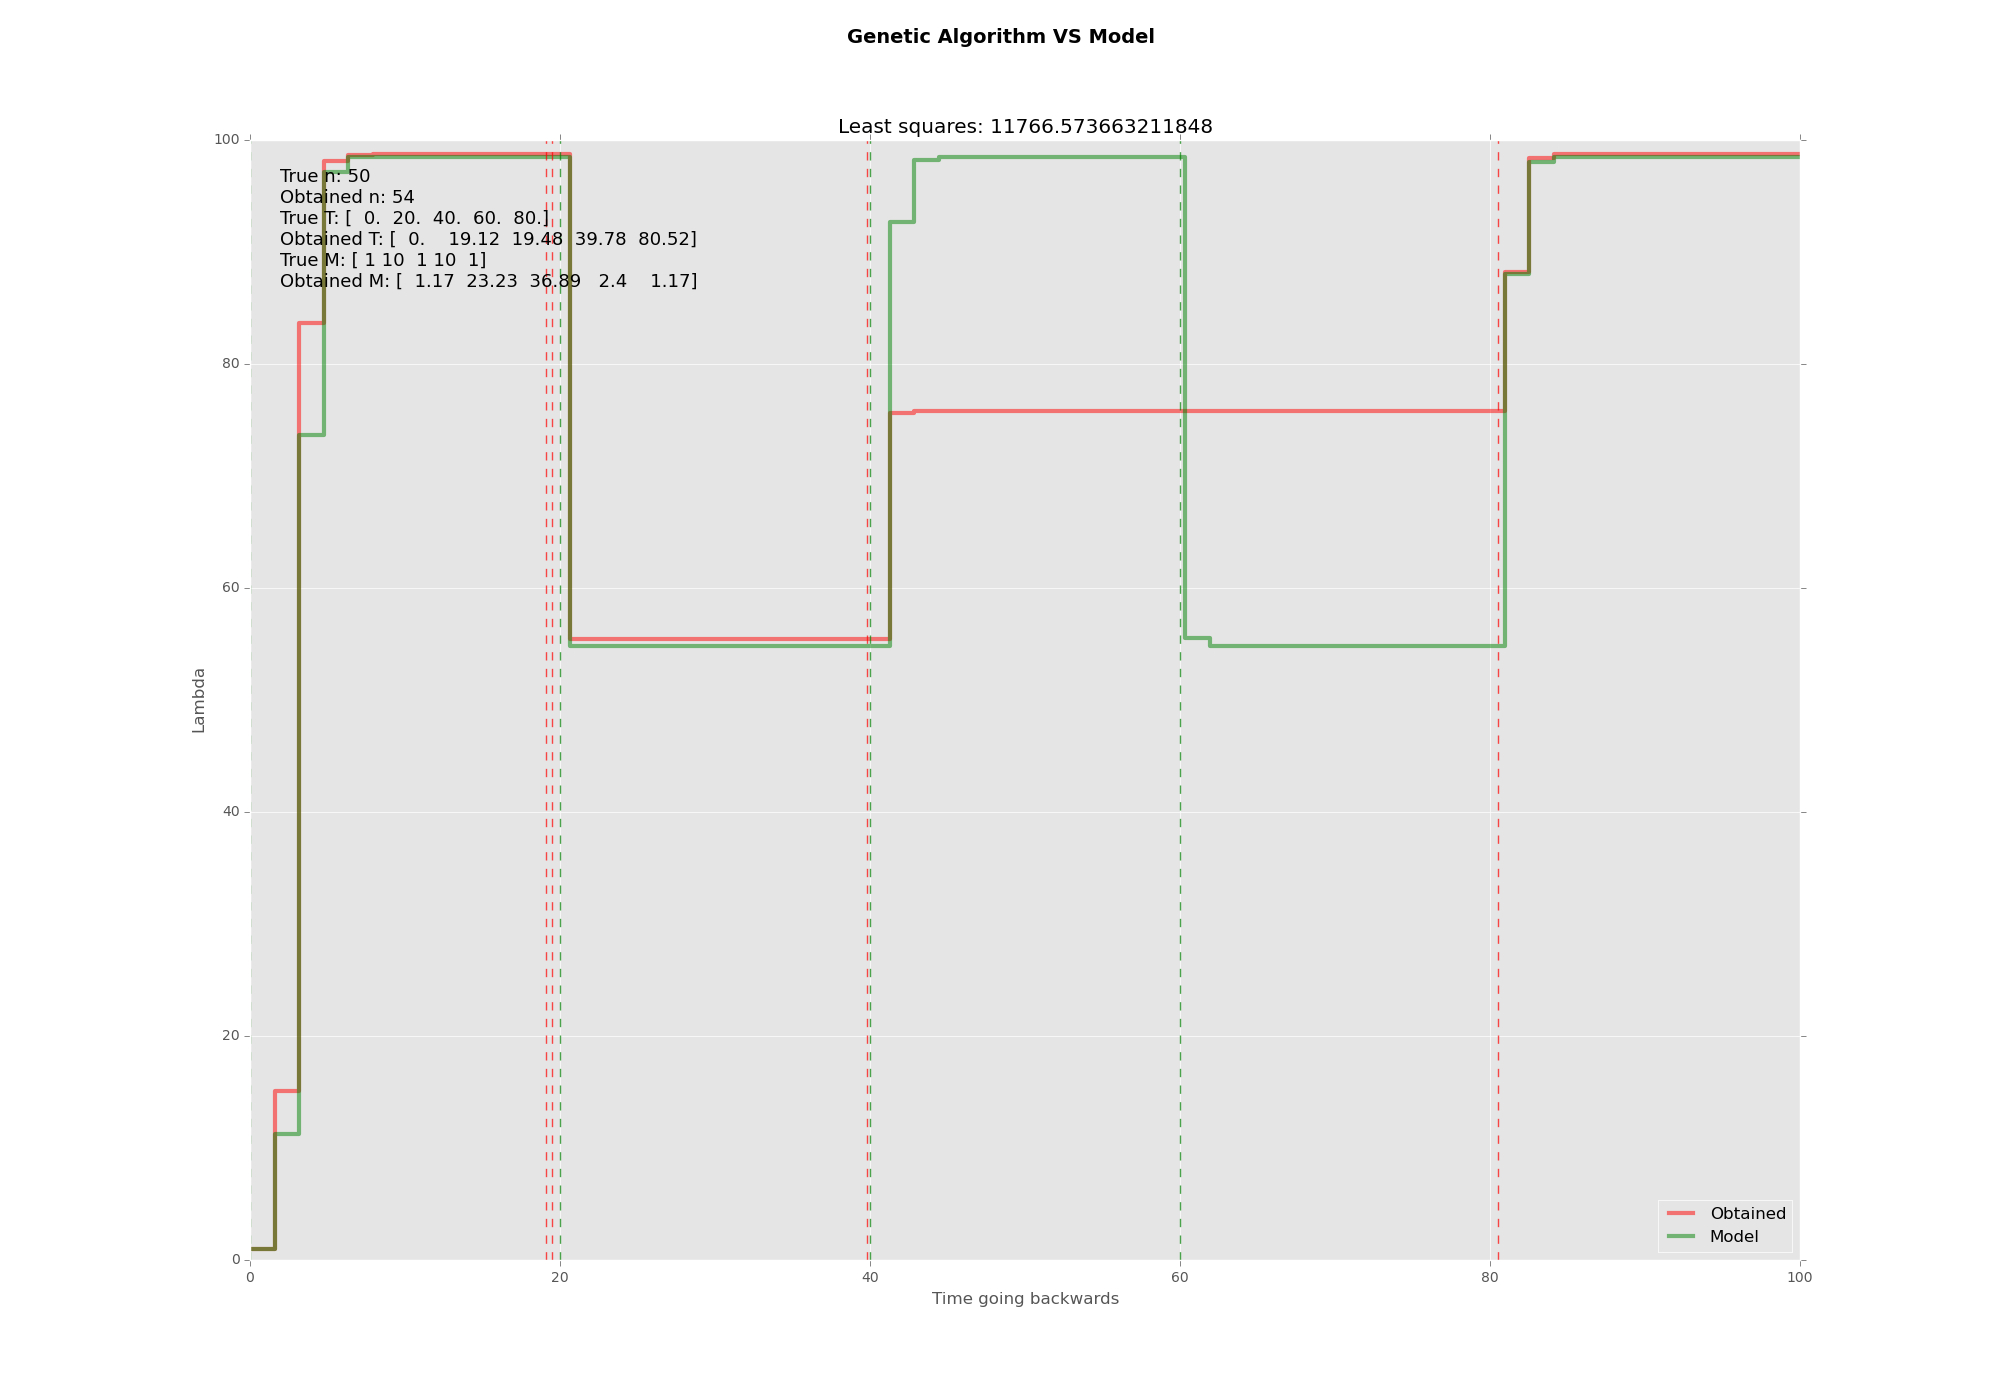 Genetic Algorithm VS Model
Least squares: 11766.573663211848
100
80
60
40
20
0
True n: 50
Obtained n: 54
True T: [  0.  20.  40.  60.  80.]
Obtained T: [  0.    19.12  19.48  39.78  80.52]
True M: [ 1 10  1 10  1]
Obtained M: [  1.17  23.23  36.89   2.4    1.17]
Lambda
Obtained
Model
0 20 40 60 80 100
Time going backwards